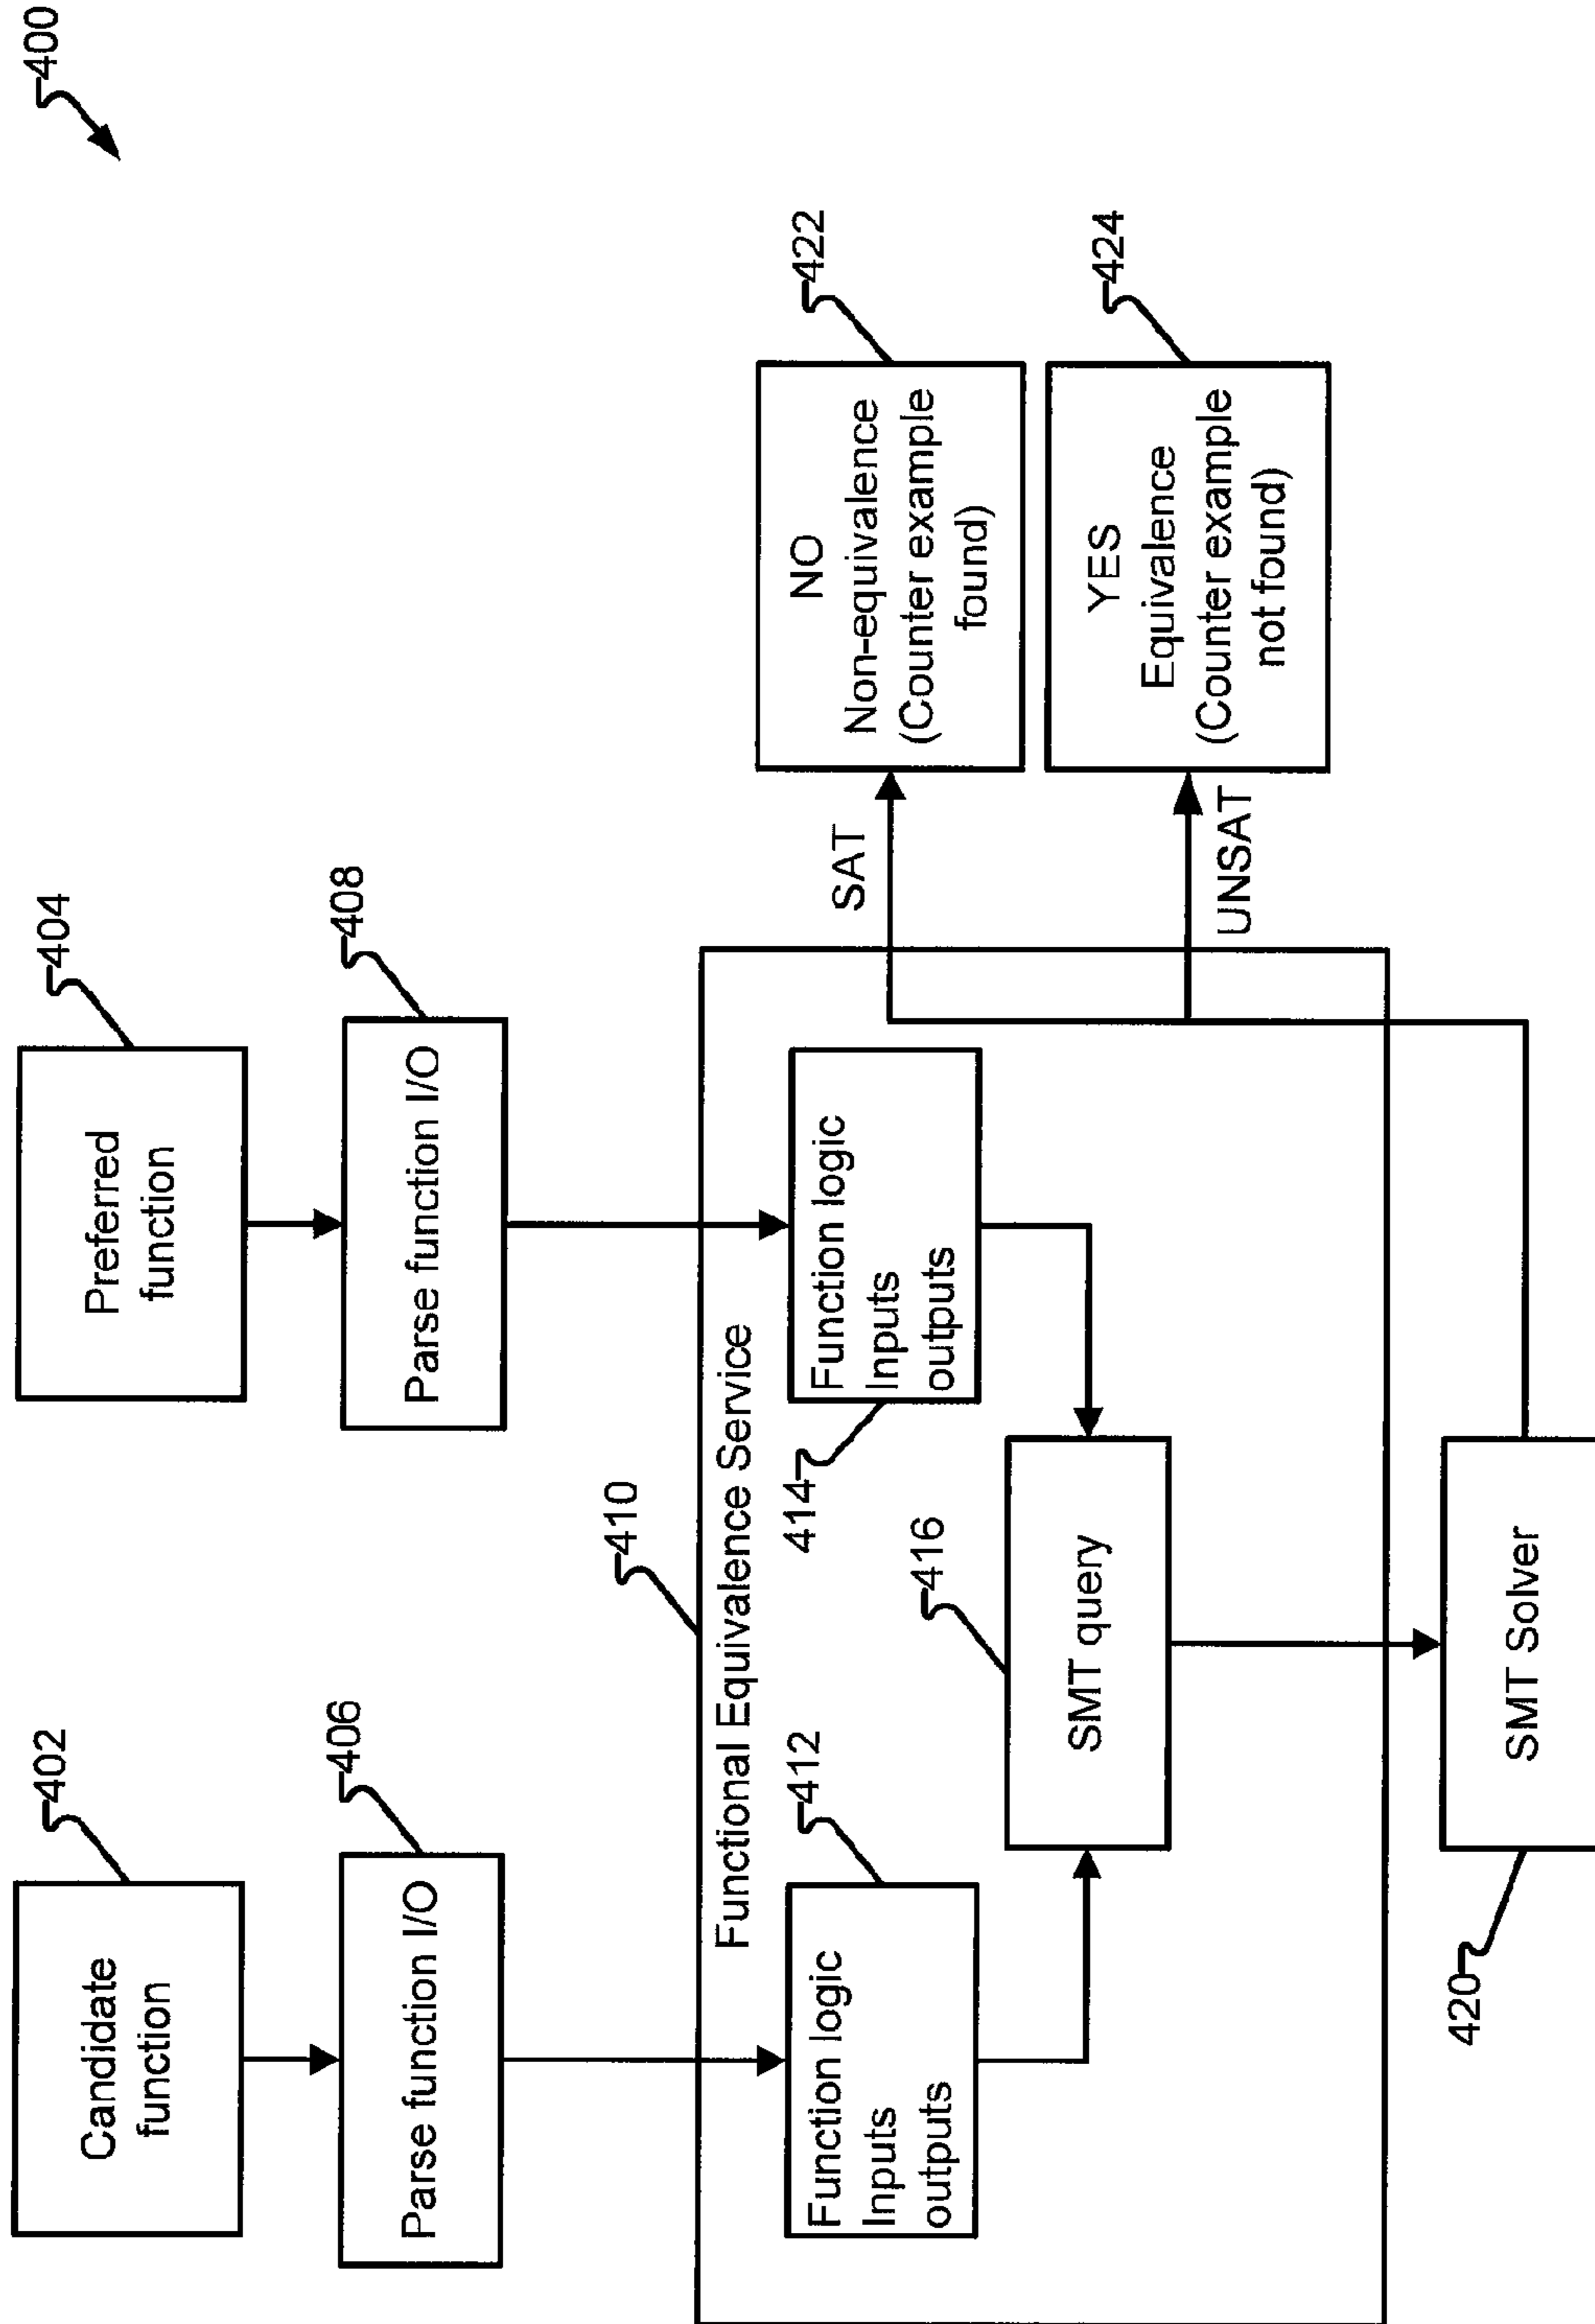 400
402
Candidate
function
404
Preferred
function
406
Parse function I/O
408
Parse function I/O
410
Functional Equivalence Service
412
Function logic
Inputs
outputs
414
Function logic
Inputs
outputs
416
SMT query
420
SMT Solver
SAT
422
NO
Non-equivalence
(Counter example
found)
UNSAT
424
YES
Equivalence
(Counter example
not found)